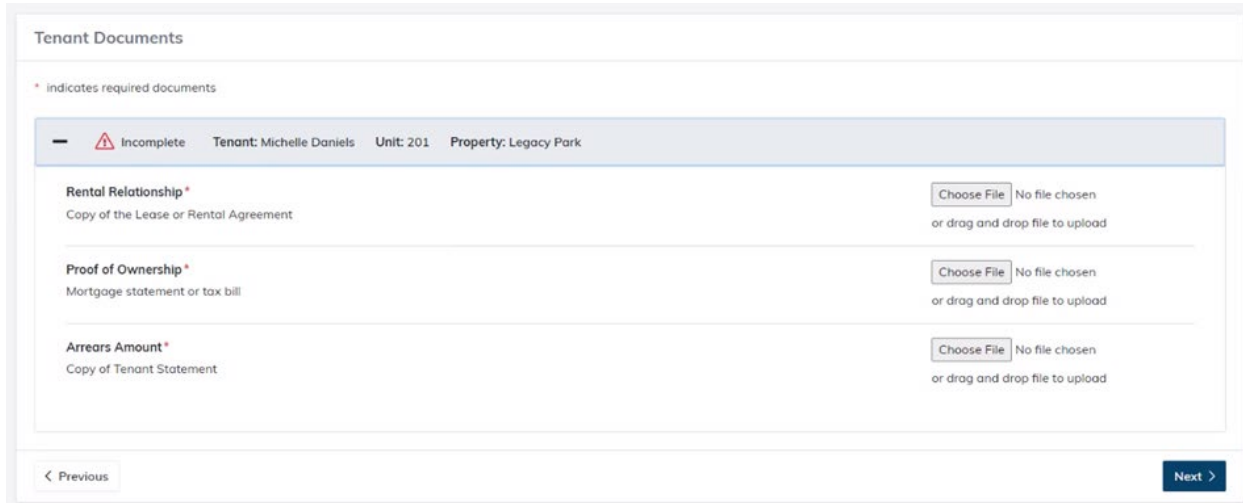 Tenant Documents
* indicates required documents
Incomplete Tenant: Michelle Daniels Unit: 201 Property: Legacy Park
Rental Relationship*
Copy of the Lease or Rental Agreement
Choose File No file chosen
or drag and drop file to upload
Proof of Ownership*
Mortgage statement or tax bill
Choose File No file chosen
or drag and drop file to upload
Arrears Amount*
Copy of Tenant Statement
Choose File No file chosen
or drag and drop file to upload
< Previous
Next >